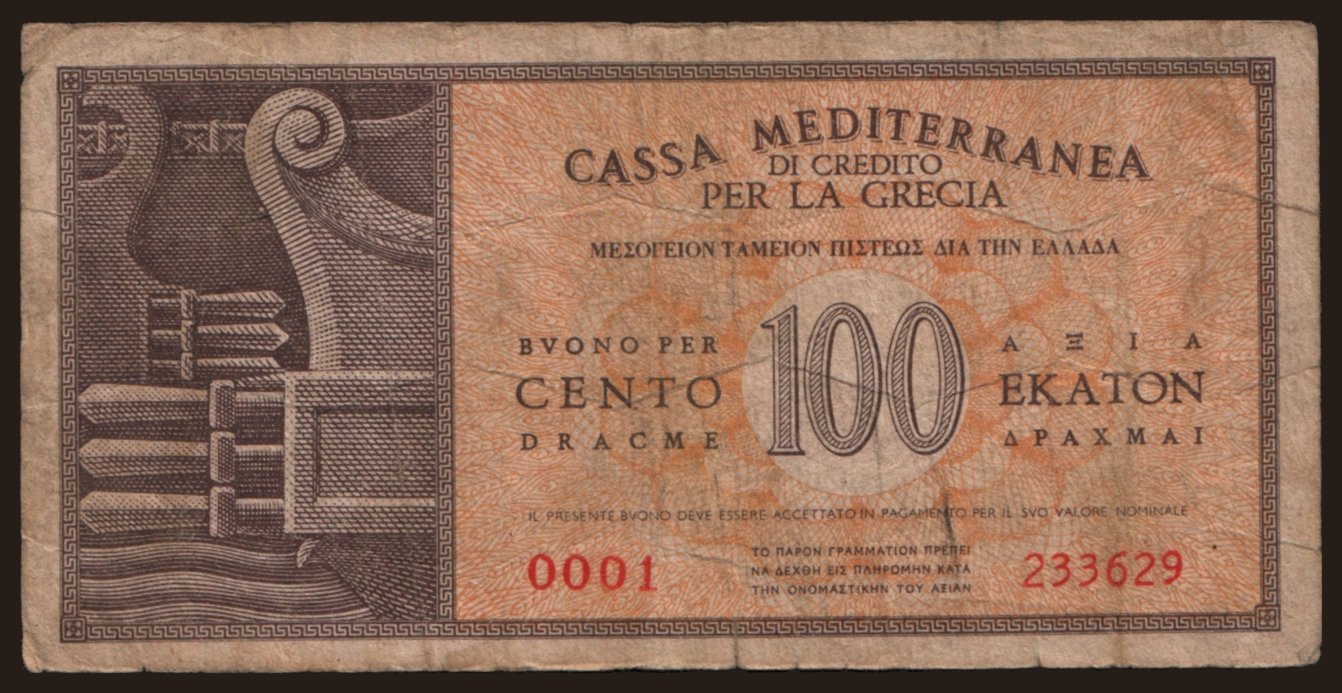 CASSA MEDITERRANEA
DI CREDITO
PER LA GRECIA
ΜΕΣΟΓΕΙΟΝ ΤΑΜΕΙΟΝ ΠΙΣΤΕΩΣ ΔΙΑ ΤΗΝ ΕΛΛΑΔΑ
BVONO PER
CENTO
DRACME
100
ΑΞΙΑ
ΕΚΑΤΟΝ
ΔΡΑΧΜΑΙ
IL PRESENTE BVONO DEVE ESSERE ACCETTATO IN PAGAMENTO PER IL SVO VALORE NOMINALE
0001
ΤΟ ΠΑΡΟΝ ΓΡΑΜΜΑΤΙΟΝ ΠΡΕΠΕΙ
ΝΑ ΔΕΧΘΗ ΕΙΣ ΠΛΗΡΟΜΗΝ ΚΑΤΑ
ΤΗΝ ΟΝΟΜΑΣΤΙΚΗΝ ΤΟΥ ΑΞΙΑΝ
233629